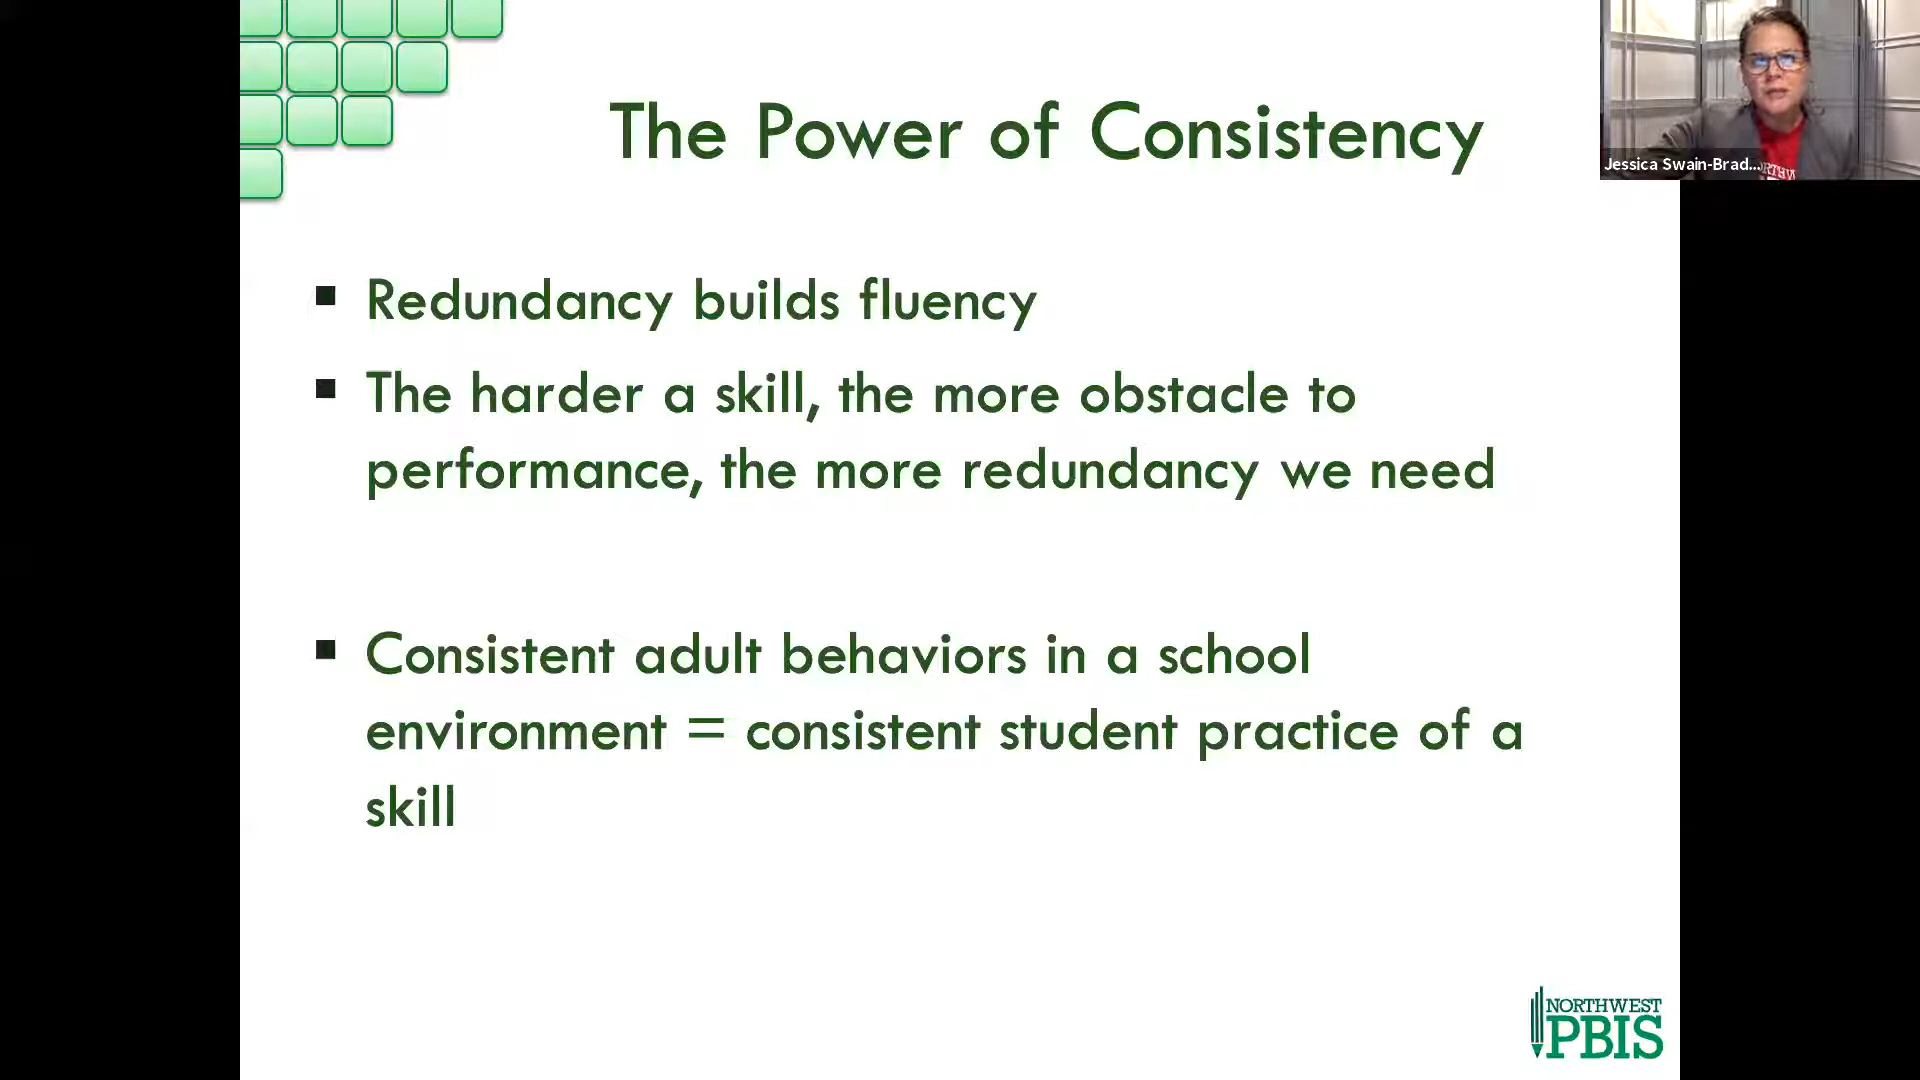 The Power of Consistency
Jessica Swain-Brad...
▪ Redundancy builds fluency
▪ The harder a skill, the more obstacle to
performance, the more redundancy we need
▪ Consistent adult behaviors in a school
environment = consistent student practice of a
skill
NORTHWEST
PBIS